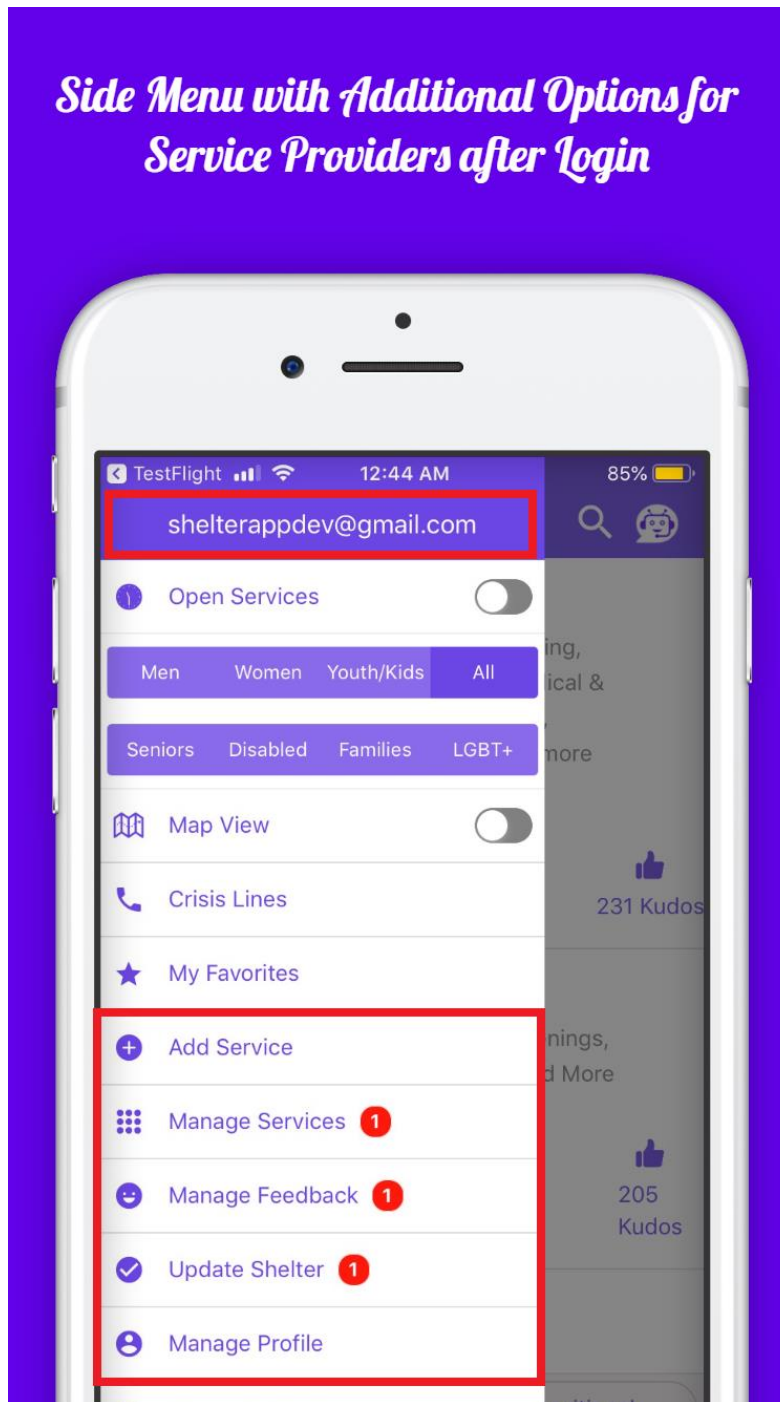 Side Menu with Additional Options for
Service Providers after Login
TestFlight 12:44 AM 85%
shelterappdev@gmail.com
Open Services
ing,
Men Women Youth/Kids All
ical &
Seniors Disabled Families LGBT+
more
Map View
Crisis Lines
231 Kudos
My Favorites
Add Service
nings,
d More
Manage Services 1
Manage Feedback 1
205
Kudos
Update Shelter 1
Manage Profile